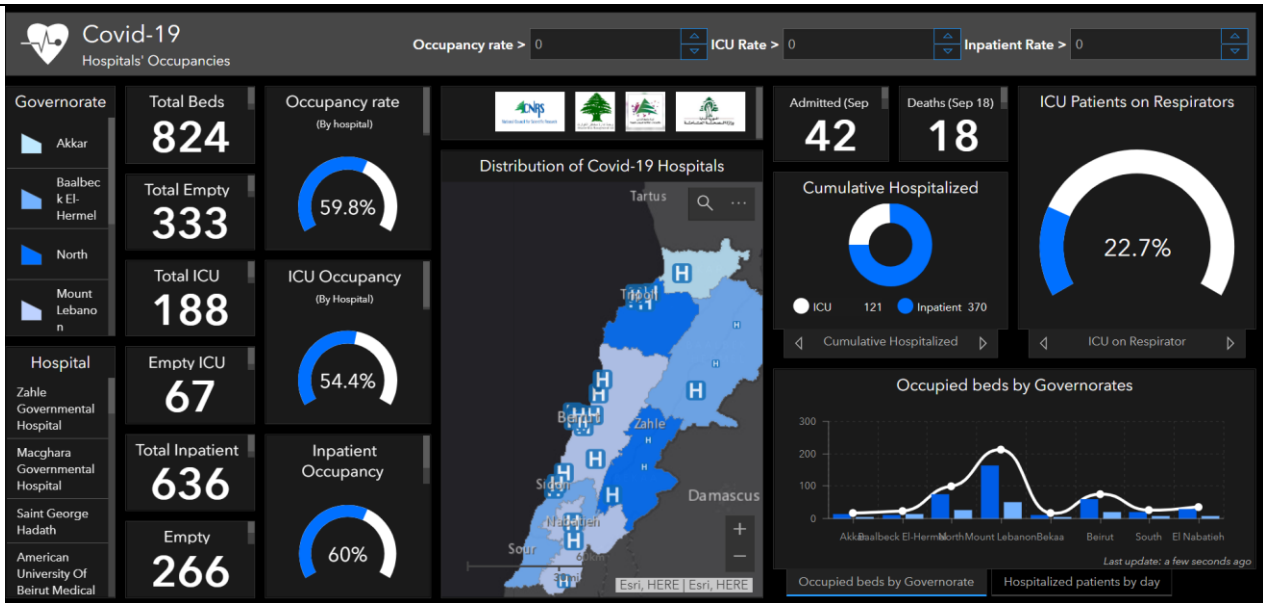 Covid-19
Hospitals' Occupancies
Occupancy rate > 0
ICU Rate > 0
Inpatient Rate > 0
Governorate
Akkar
Baalbec
k El-
Hermel
North
Mount
Lebano
n
Hospital
Zahle
Governmental
Hospital
Macghara
Governmental
Hospital
Saint George
Hadath
American
University Of
Beirut Medical
Total Beds
824
Total Empty
333
Total ICU
188
Empty ICU
67
Total Inpatient
636
Empty
266
Occupancy rate
(By hospital)
59.8%
ICU Occupancy
(By Hospital)
54.4%
Inpatient
Occupancy
60%
CNRS
Distribution of Covid-19 Hospitals
Tartus
H
H
H
H
H
H
H
H
H
H
H
H
H
Zahle
Damascus
Sour
+
−
Esri, HERE | Esri, HERE
Admitted (Sep
42
Deaths (Sep 18)
18
Cumulative Hospitalized
ICU 121
Inpatient 370
Cumulative Hospitalized
ICU Patients on Respirators
22.7%
ICU on Respirator
Occupied beds by Governorates
300
200
100
0
Akkar Baalbeck El-Hermel North Mount Lebanon Bekaa Beirut South El Nabatieh
Last update: a few seconds ago
Occupied beds by Governorate
Hospitalized patients by day